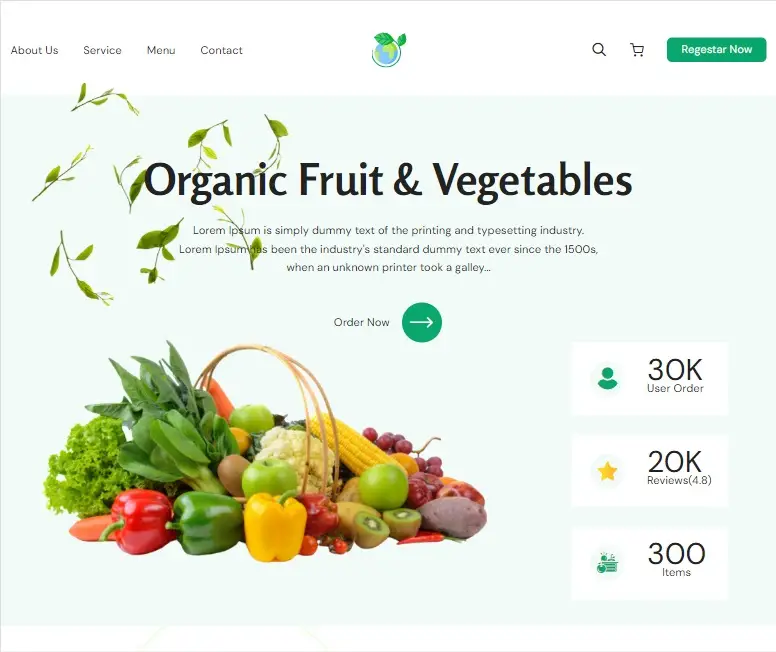 About Us Service Menu Contact Regestar Now
Organic Fruit & Vegetables
Lorem Ipsum is simply dummy text of the printing and typesetting industry.
Lorem Ipsum has been the industry's standard dummy text ever since the 1500s,
when an unknown printer took a galley...
Order Now
30K
User Order
20K
Reviews(4.8)
300
Items